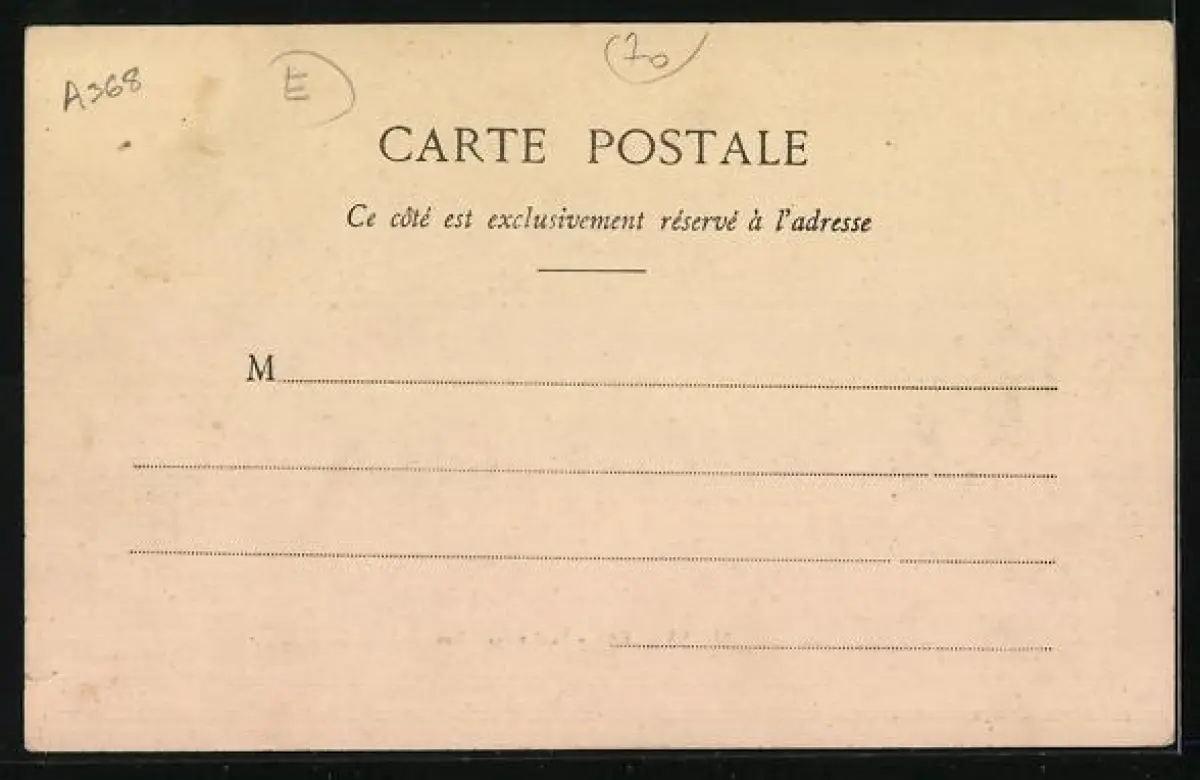 A368 E 70
CARTE POSTALE
Ce côté est exclusivement réservé à l'adresse
M